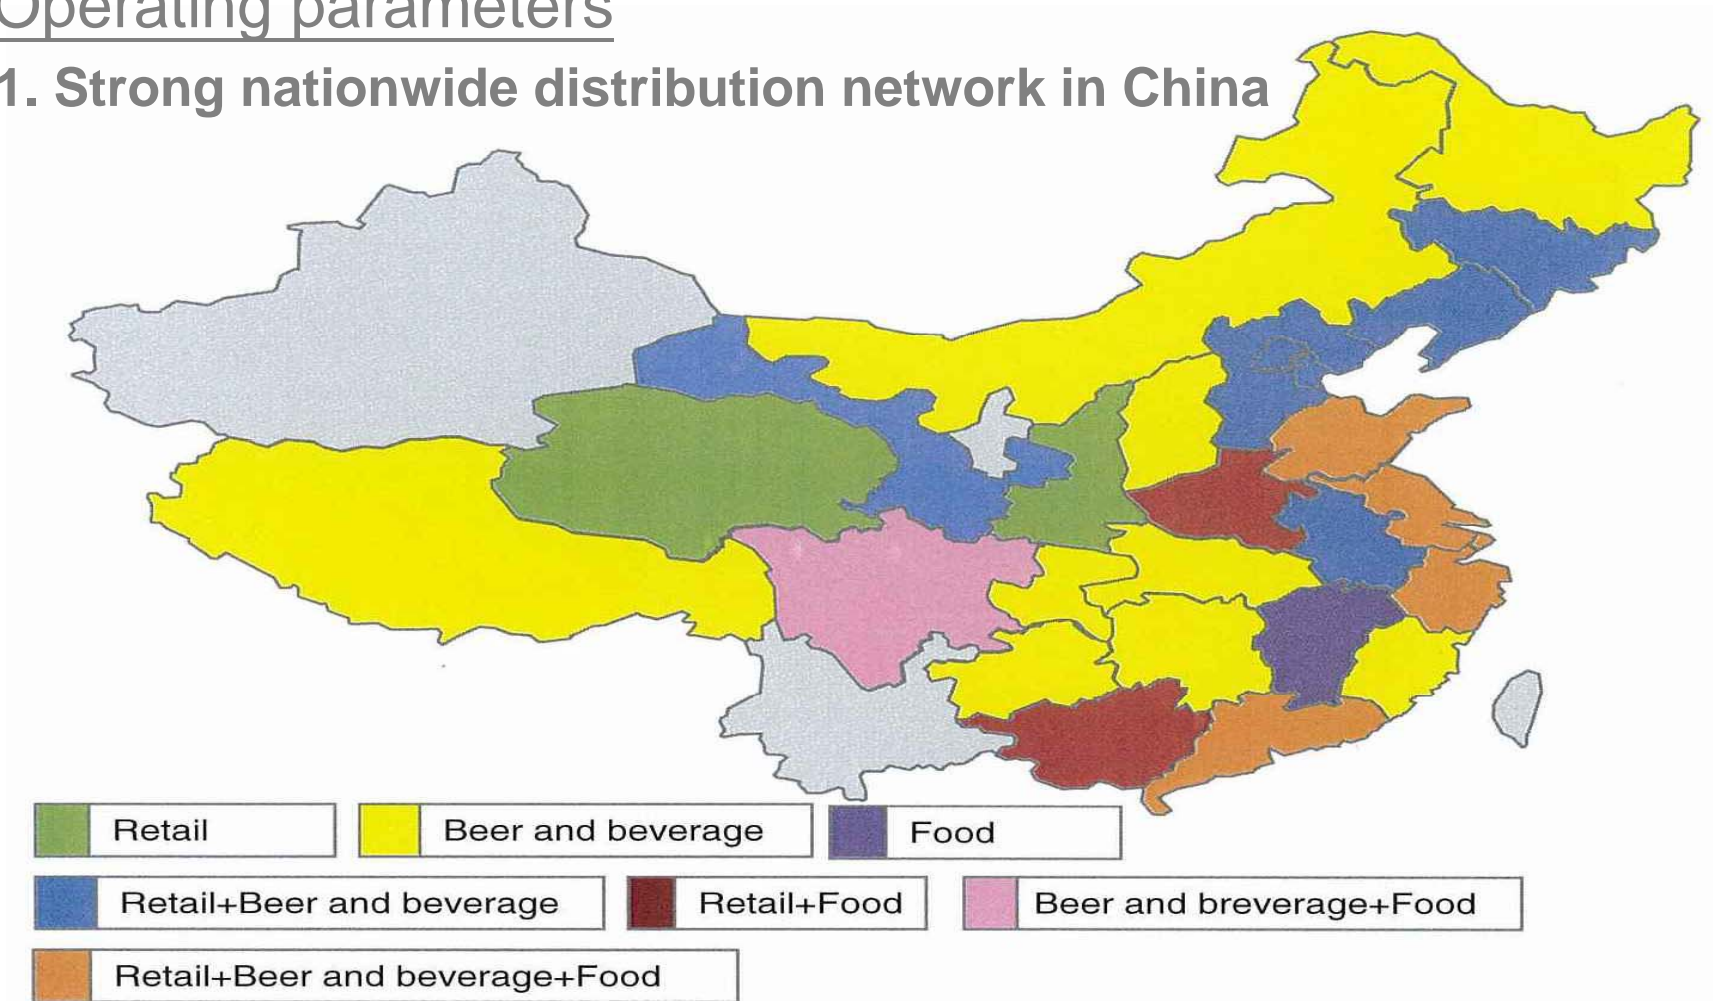 Operating parameters
1. Strong nationwide distribution network in China
Retail
Beer and beverage
Food
Retail+Beer and beverage
Retail+Food
Beer and breverage+Food
Retail+Beer and beverage+Food